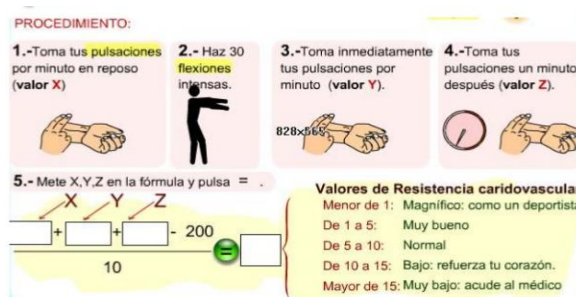 PROCEDIMIENTO:
1.-Toma tus pulsaciones
por minuto en reposo
(valor X)
2.- Haz 30
flexiones
intensas.
3.-Toma inmediatamente
tus pulsaciones por
minuto (valor Y).
828x565
4.-Toma tus
pulsaciones un minuto
después (valor Z).
5.- Mete X,Y,Z en la fórmula y pulsa = .
X Y Z
+ + - 200
=
10
Valores de Resistencia caridovascula
Menor de 1: Magnífico: como un deportista
De 1 a 5: Muy bueno
De 5 a 10: Normal
De 10 a 15: Bajo: refuerza tu corazón.
Mayor de 15: Muy bajo: acude al médico